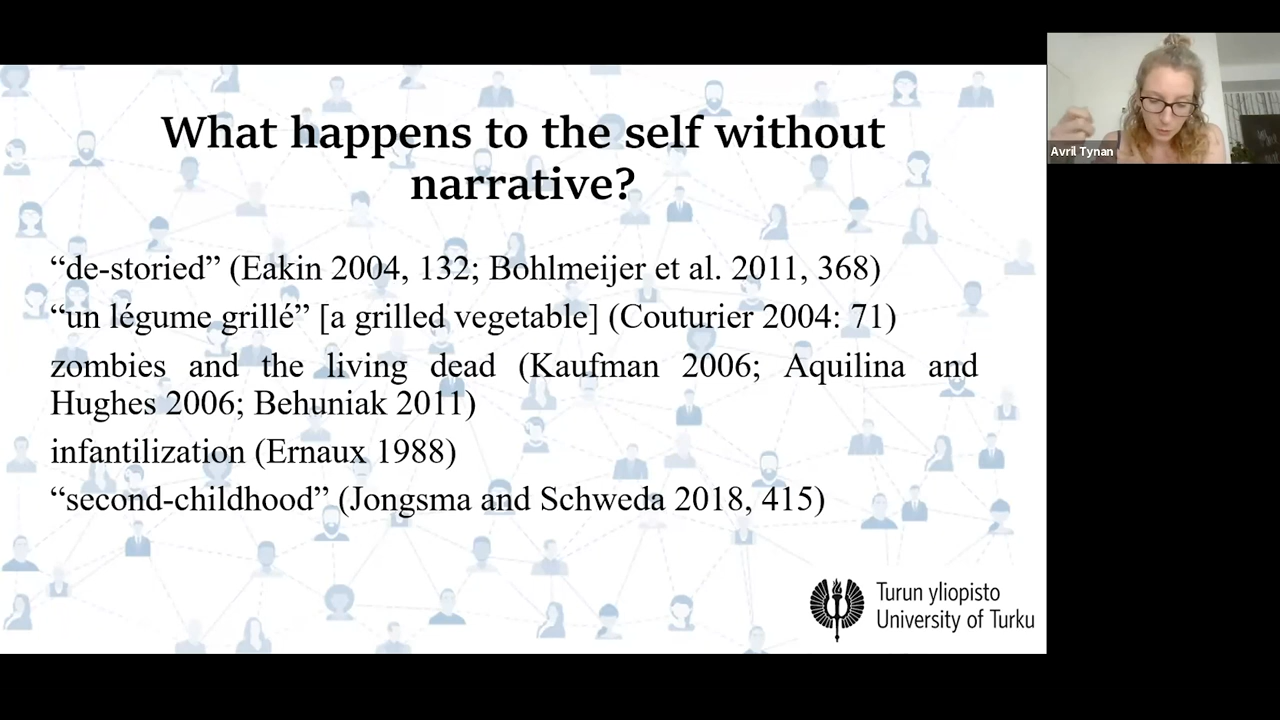 What happens to the self without
narrative?
“de-storied” (Eakin 2004, 132; Bohlmeijer et al. 2011, 368)
“un légume grillé” [a grilled vegetable] (Couturier 2004: 71)
zombies and the living dead (Kaufman 2006; Aquilina and
Hughes 2006; Behuniak 2011)
infantilization (Ernaux 1988)
“second-childhood” (Jongsma and Schweda 2018, 415)
Turun yliopisto
University of Turku
Avril Tynan